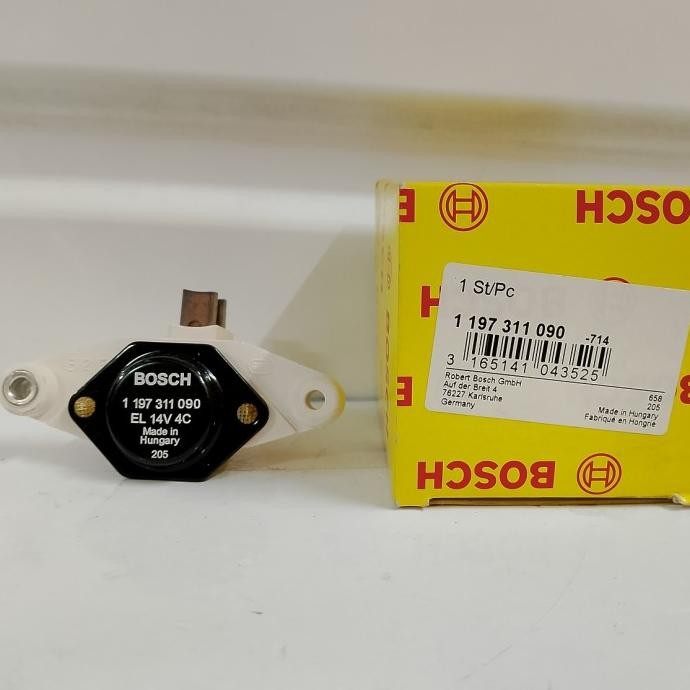 BOSCH
1 197 311 090
EL 14V 4C
Made in
Hungary
205
BOSCH
1 St/Pc
1 197 311 090 -714
3 165141 043525
Robert Bosch GmbH
Auf der Breit 4
76227 Karlsruhe
Germany
658
205
Made in Hungary
Fabriqué en Hongrie
BOSCH